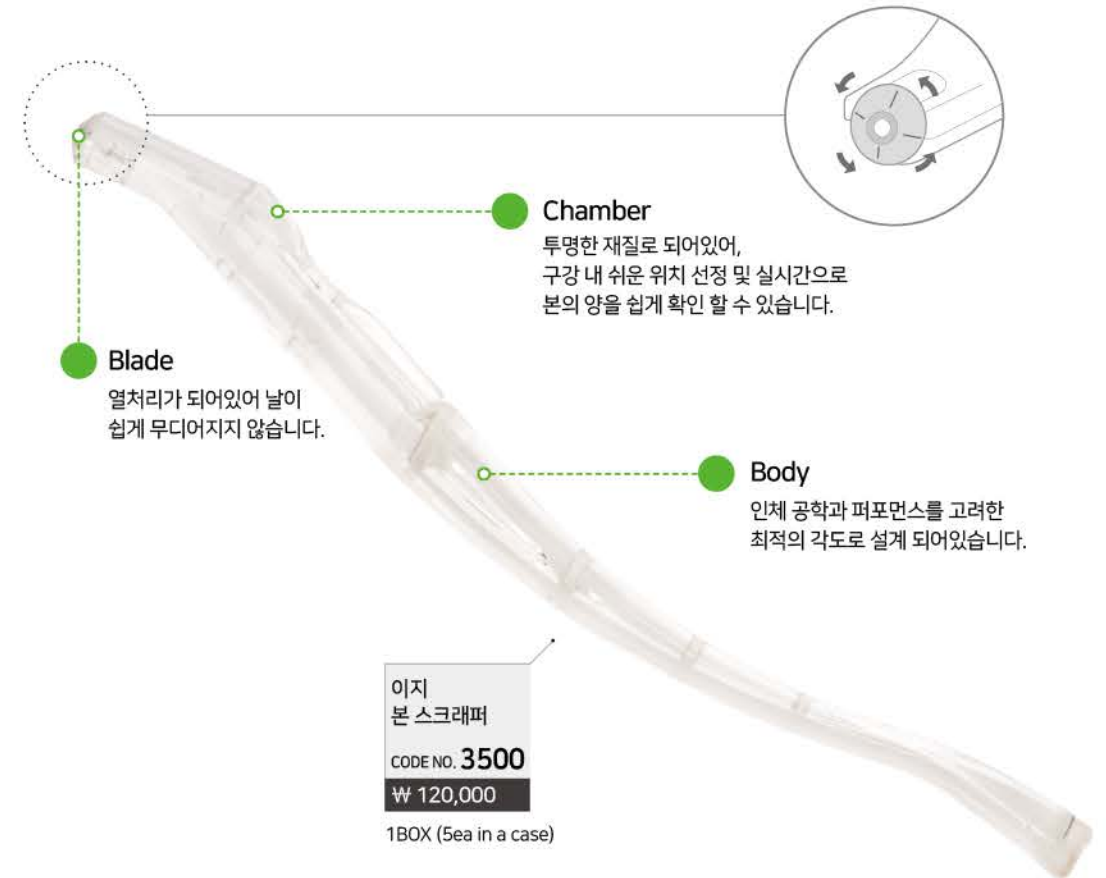 Chamber
투명한 재질로 되어있어,
구강 내 쉬운 위치 선정 및 실시간으로
본의 양을 쉽게 확인 할 수 있습니다.
Blade
열처리가 되어있어 날이
쉽게 무디어지지 않습니다.
Body
인체 공학과 퍼포먼스를 고려한
최적의 각도로 설계 되어있습니다.
이지
본 스크래퍼
CODE NO. 3500
₩ 120,000
1BOX (5ea in a case)